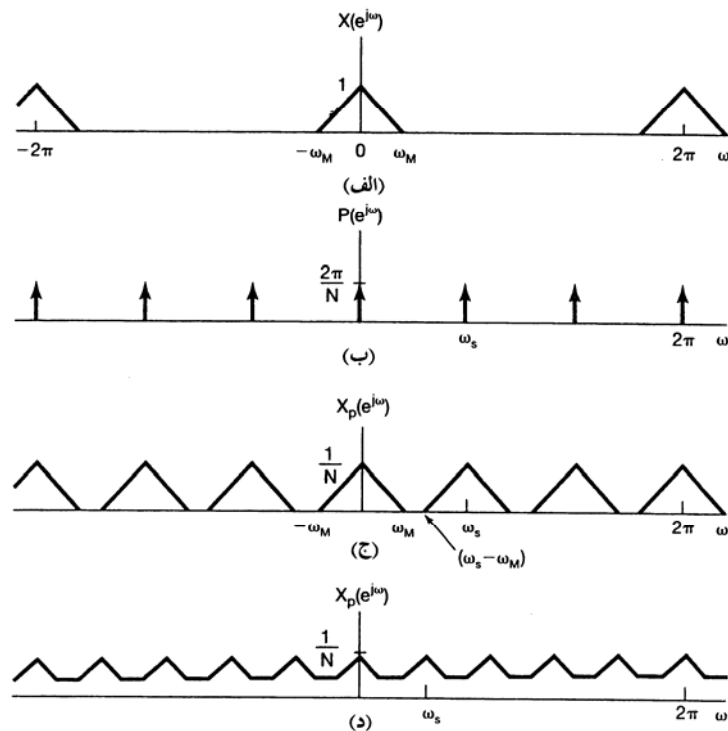 X(e^{jω})
1
−2π −ω_M 0 ω_M 2π ω
(الف)
P(e^{jω})
2π/N
ω_s 2π ω
(ب)
X_p(e^{jω})
1/N
−ω_M ω_M ω_s 2π ω
(ω_s−ω_M)
(ج)
X_p(e^{jω})
1/N
ω_s 2π ω
(د)